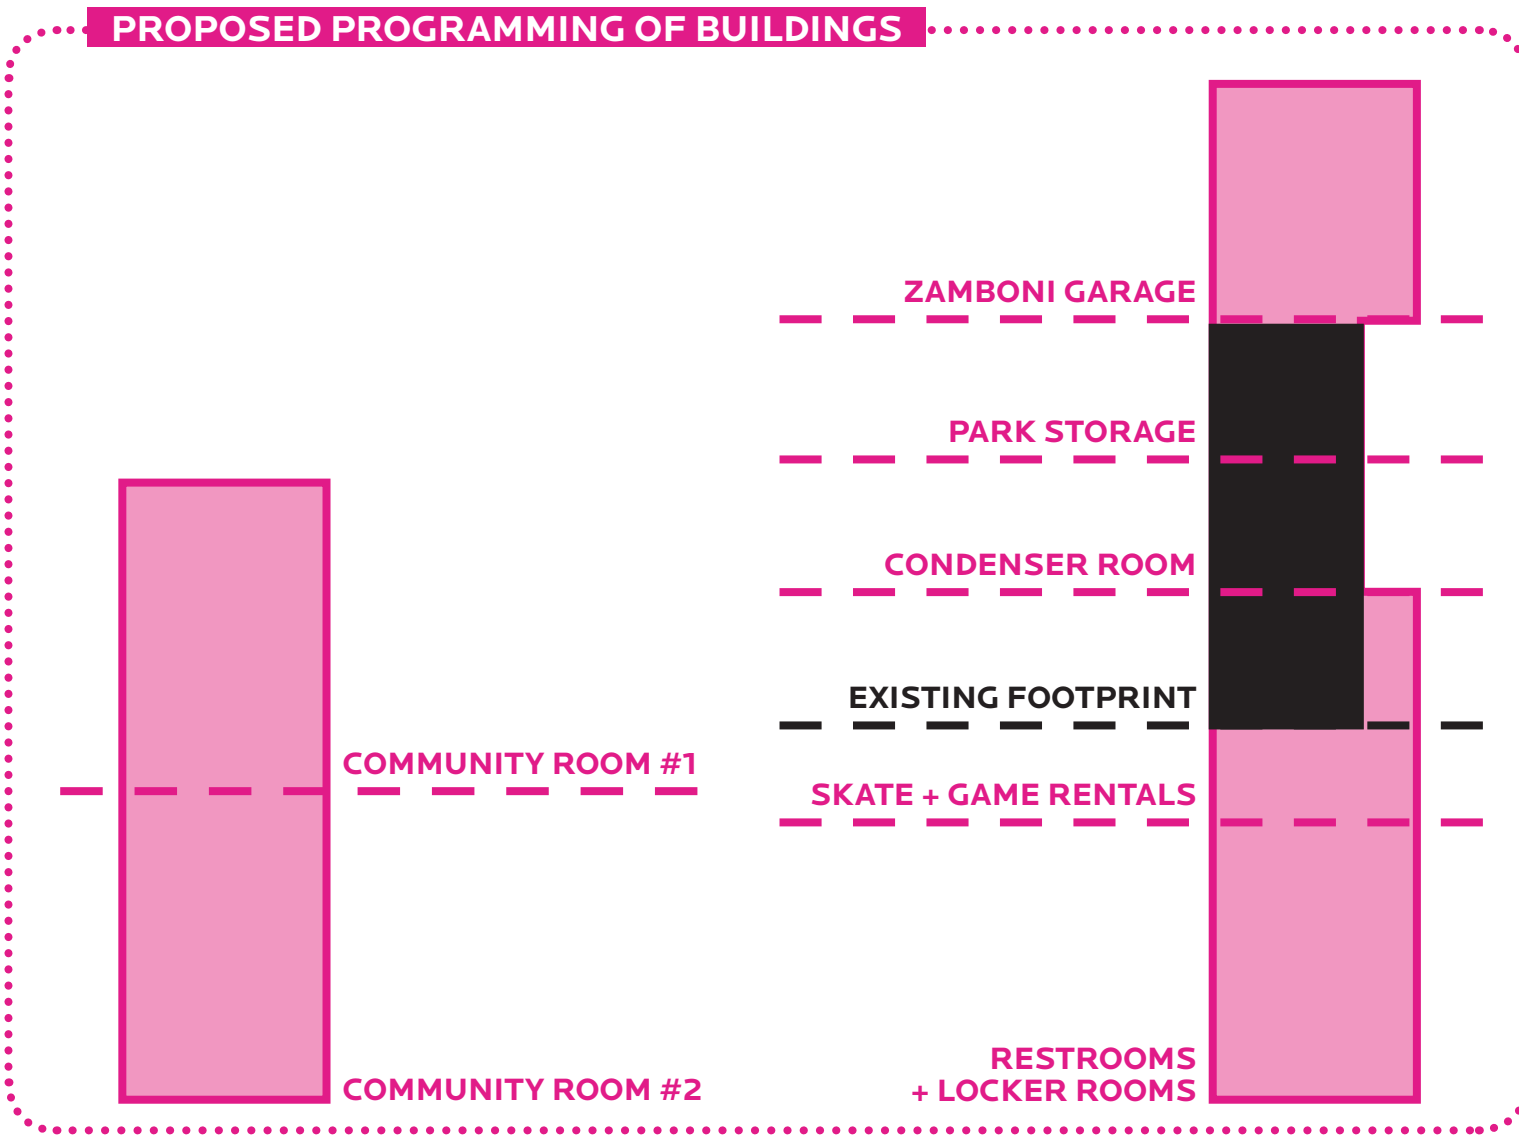 PROPOSED PROGRAMMING OF BUILDINGS
ZAMBONI GARAGE
PARK STORAGE
CONDENSER ROOM
EXISTING FOOTPRINT
COMMUNITY ROOM #1
SKATE + GAME RENTALS
COMMUNITY ROOM #2
RESTROOMS
+ LOCKER ROOMS